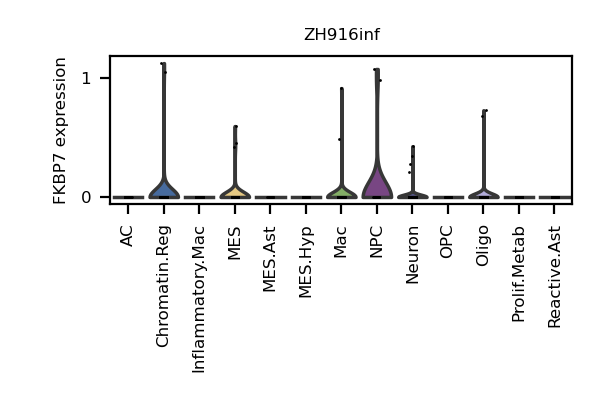 ZH916inf
FKBP7 expression
1
0
AC
Chromatin.Reg
Inflammatory.Mac
MES
MES.Ast
MES.Hyp
Mac
NPC
Neuron
OPC
Oligo
Prolif.Metab
Reactive.Ast